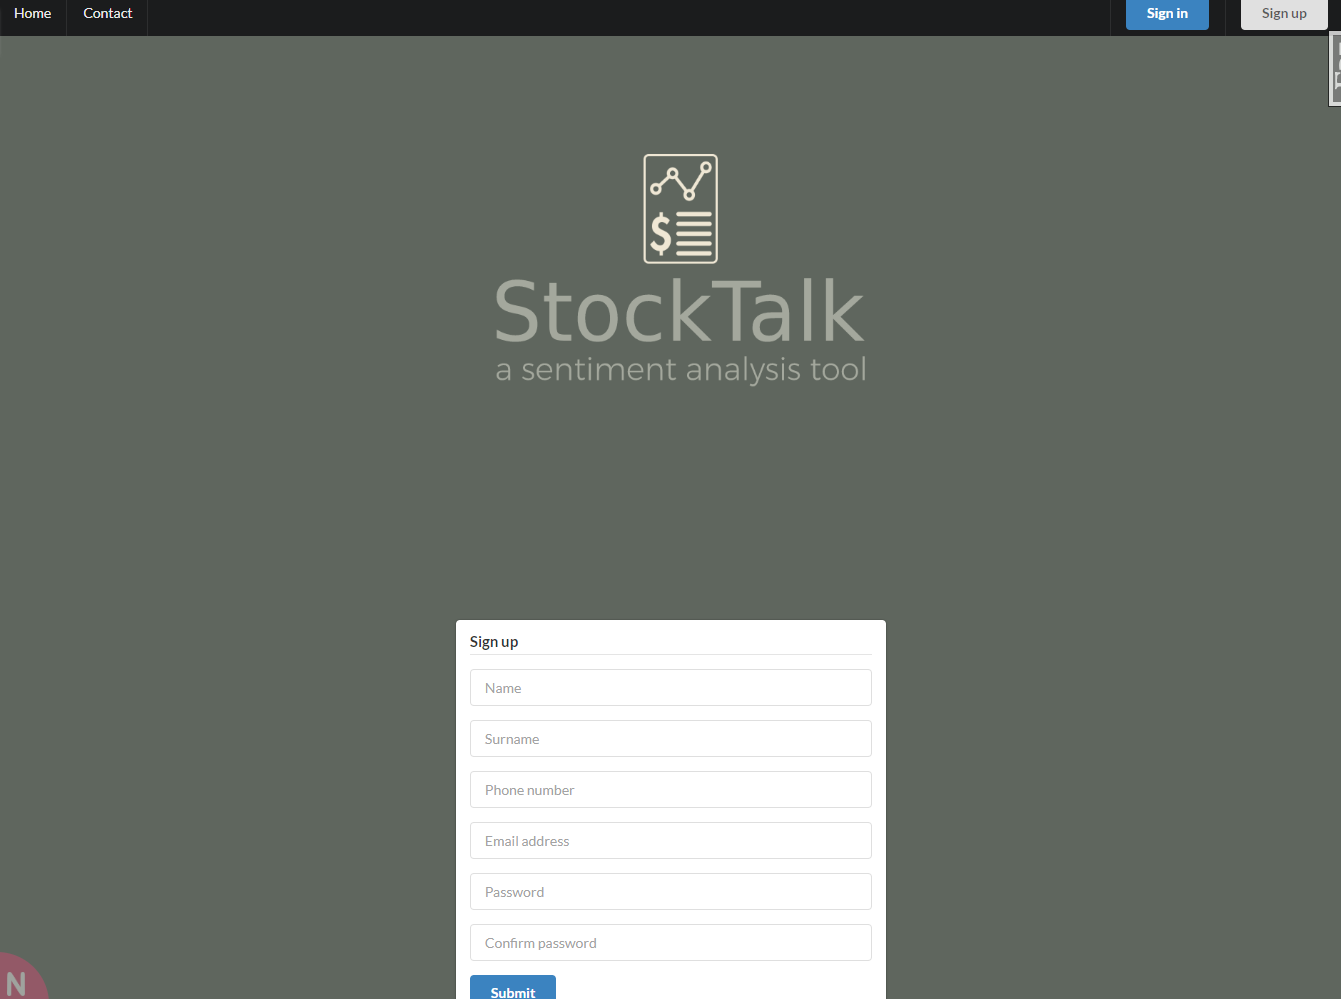 Home Contact Sign in Sign up
$
StockTalk
a sentiment analysis tool
Sign up
Name
Surname
Phone number
Email address
Password
Confirm password
Submit
N